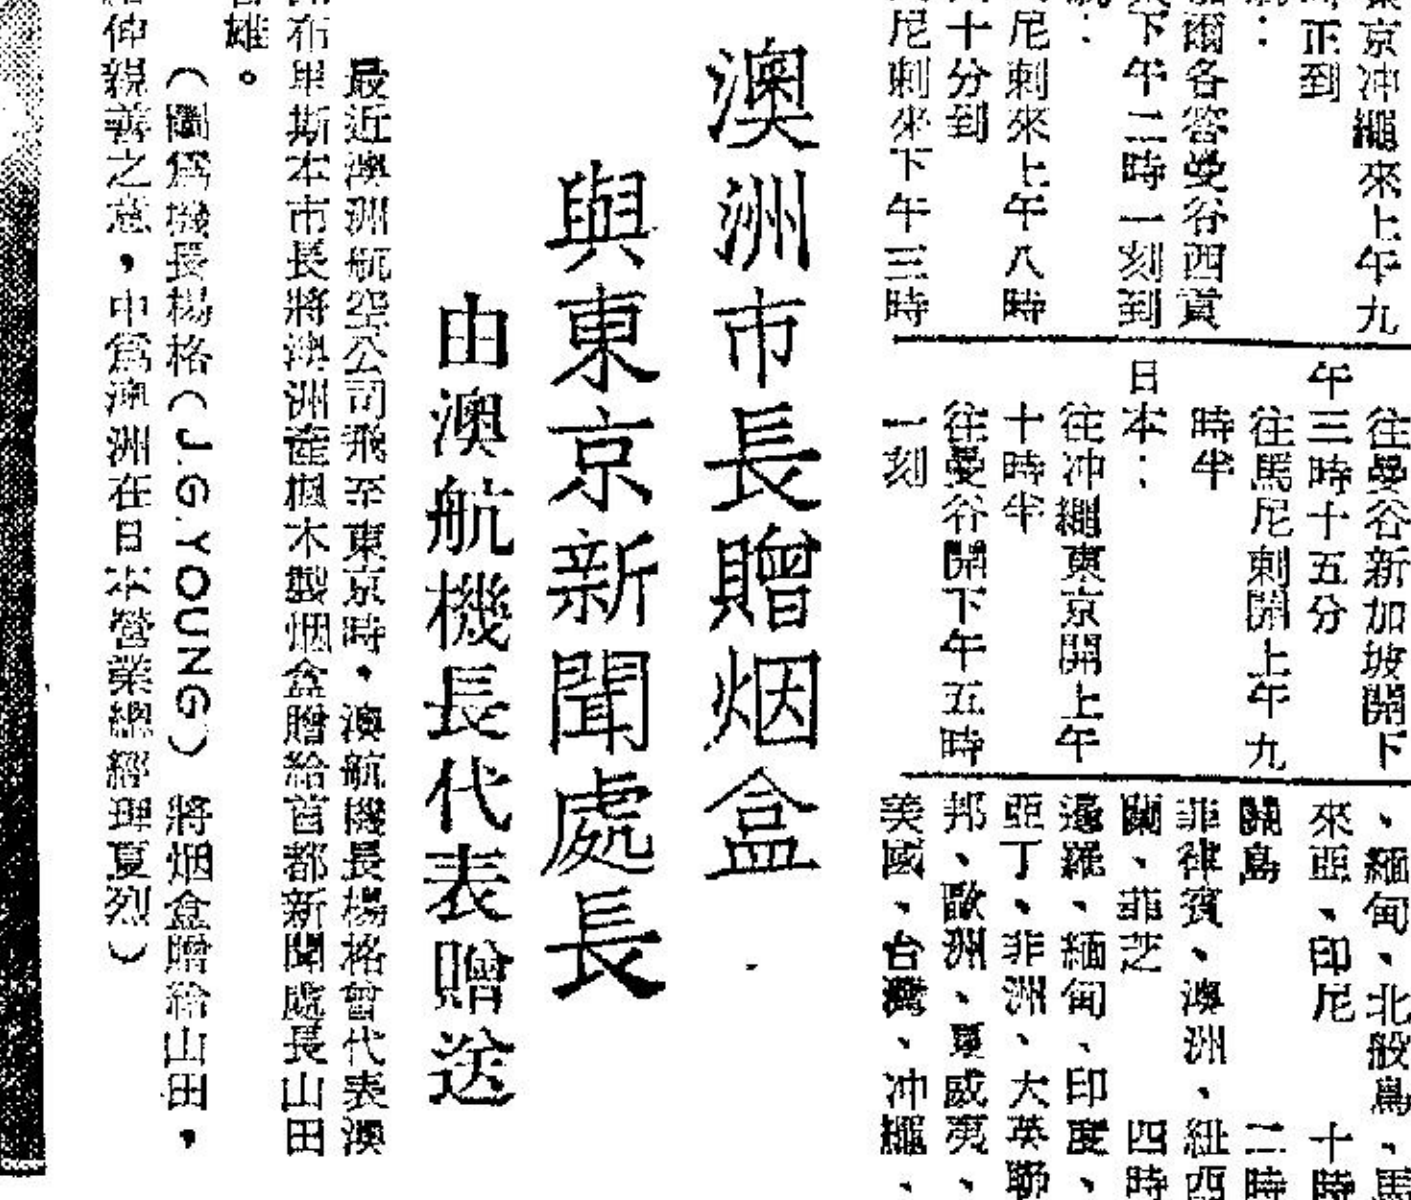 京冲繩來上午九
正到
：
爾各答曼谷西貢
下午二時一刻到
：
尼刺來上午八時
十分到
尼刺來下午三時
往曼谷新加坡開下
午三時十五分
往馬尼刺開上午九
時半
日本：
往冲繩東京開上午
十時半
往曼谷開下午五時
一刻
、緬甸、北般鳥、馬
來亞、印尼　十時
關島　二時
菲律賓、澳洲、紐西
蘭、菲芝　四時
暹羅、緬甸、印度、
亞丁、非洲、大英聯
邦、歐洲、夏威夷、
美國、台灣、冲繩、
澳洲市長贈烟盒
與東京新聞處長
由澳航機長代表贈送
最近澳洲航空公司飛至東京時，澳航機長楊格曾代表澳
布里斯本市長將澳洲產楓木製烟盒贈給首都新聞處長山田
雄。
（圖爲機長楊格（J.G.YOUNG）將烟盒贈給山田，
伸親善之意，中爲澳洲在日本營業總經理夏烈）